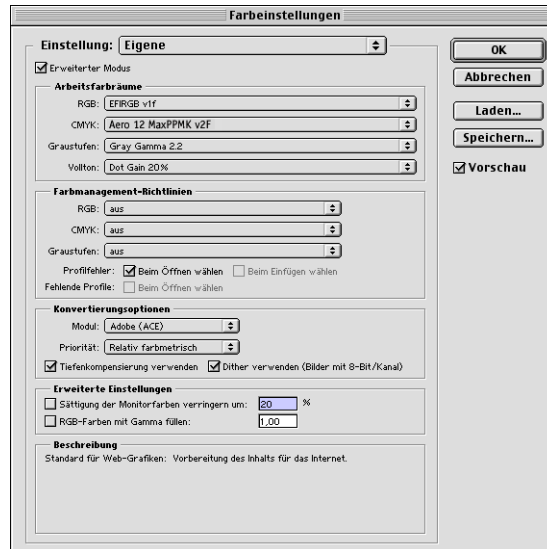 Farbeinstellungen
Einstellung: Eigene
Erweiterter Modus
Arbeitsfarbräume
RGB: EFIRGB v1f
CMYK: Aero 12 MaxPPMK v2F
Graustufen: Gray Gamma 2.2
Vollton: Dot Gain 20%
Farbmanagement-Richtlinien
RGB: aus
CMYK: aus
Graustufen: aus
Profilfehler: Beim Öffnen wählen Beim Einfügen wählen
Fehlende Profile: Beim Öffnen wählen
Konvertierungsoptionen
Modul: Adobe (ACE)
Priorität: Relativ farbmetrisch
Tiefenkompensierung verwenden Dither verwenden (Bilder mit 8-Bit/Kanal)
Erweiterte Einstellungen
Sättigung der Monitorfarben verringern um: 20 %
RGB-Farben mit Gamma füllen: 1,00
Beschreibung
Standard für Web-Grafiken: Vorbereitung des Inhalts für das Internet.
OK
Abbrechen
Laden...
Speichern...
Vorschau